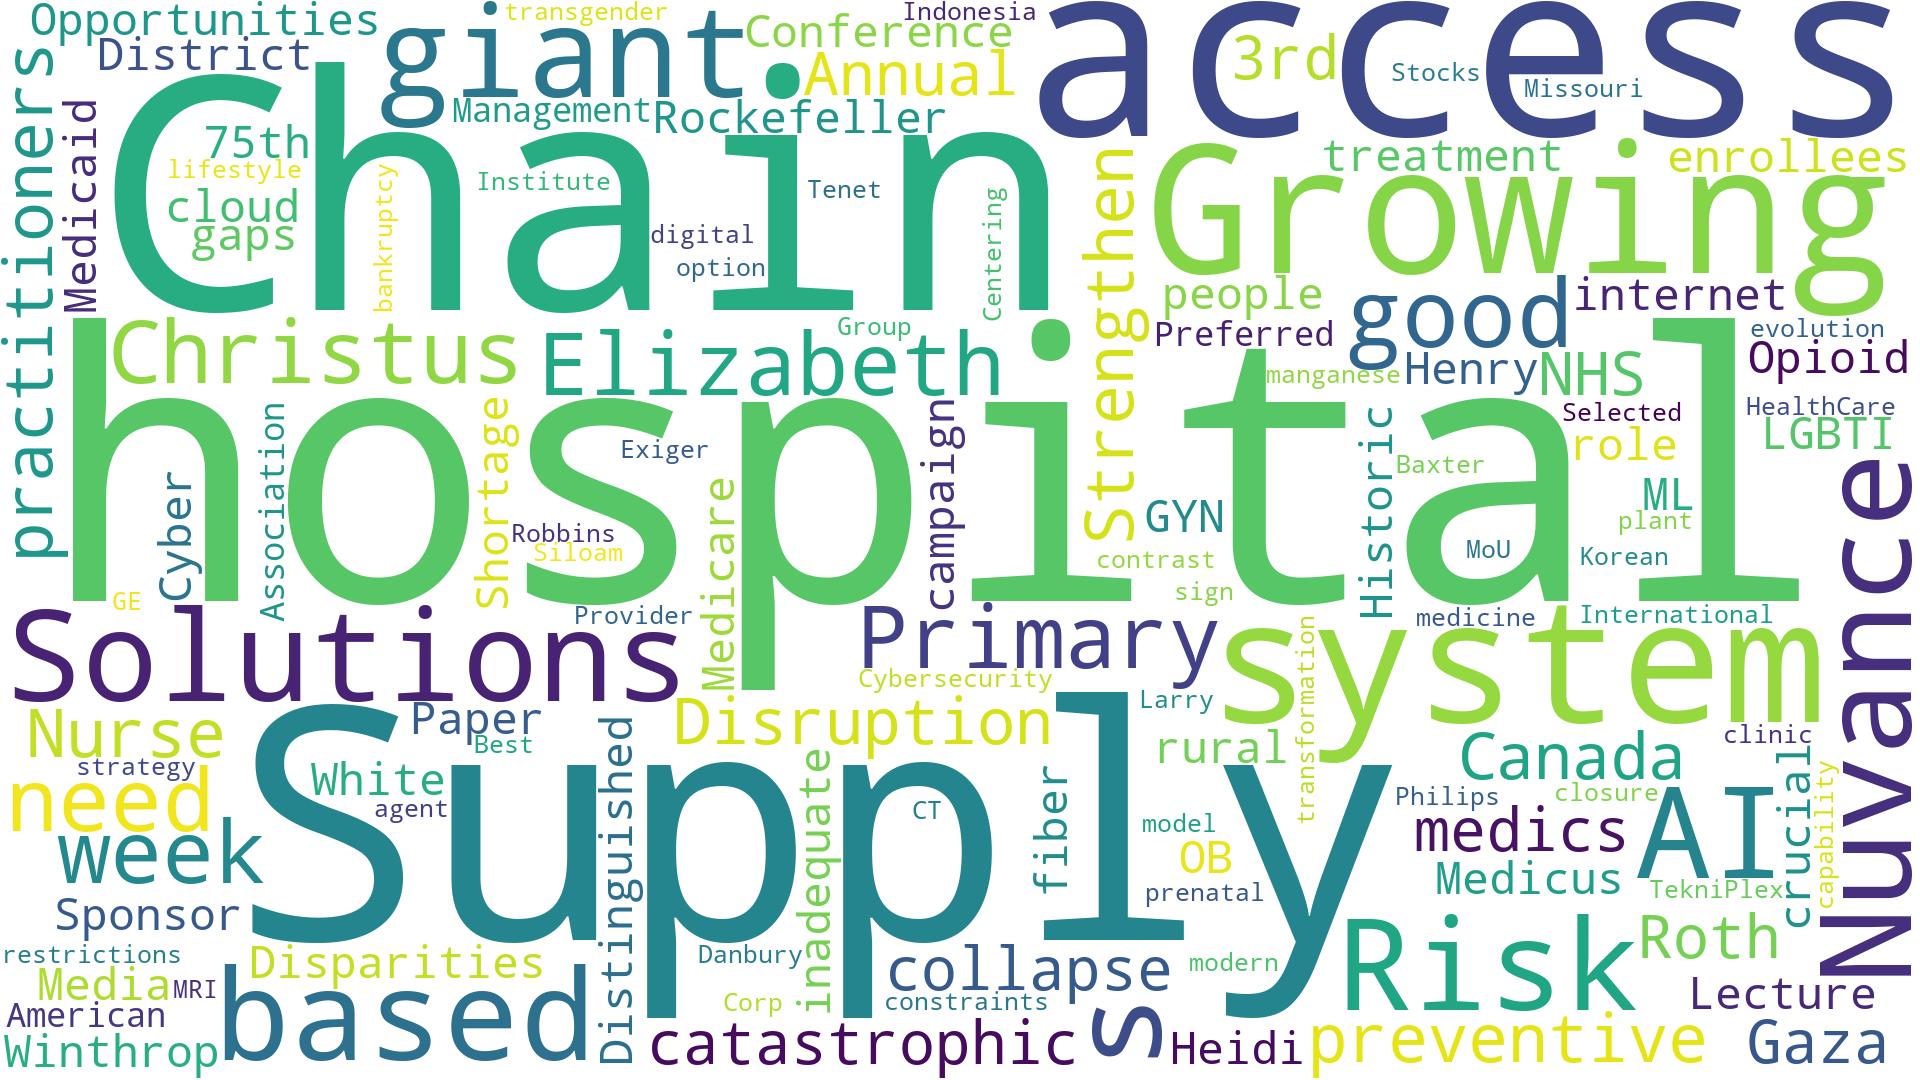 Opportunities
transgender
Indonesia
access
District
giant
Conference
3rd
Stocks
Missouri
Annual
practitioners
Medicaid
Chain
Management
Rockefeller
75th
lifestyle
cloud
gaps
bankruptcy
Institute
Tenet
digital
option
Centering
Strengthen
Growing
treatment
enrollees
people
Preferred
good
internet
evolution
Opioid
Christus
Elizabeth
Group
manganese
Henry
NHS
HealthCare
LGBTI
hospital
Selected
role
Shortage
Exiger
campaign
Historic
Baxter
ML
plant
Cyber
Association
Robbins
Siloam
Medicare
GYN
contrast
sign
MoU
Korean
Nuvance
GE
Provider
medicine
International
Solutions
Primary
system
Cybersecurity
Larry
transformation
Nurse
Paper
Best
Disruption
rural
Canada
clinic
strategy
White
agent
Distinguished
need
week
Supply
inadequate
CT
fiber
model
OB
prenatal
Philips
closure
medics
AI
crucial
capability
Medicus
TekniPlex
Sponsor
restrictions
Disparities
Danbury
collapse
modern
Risk
Roth
Media
MRI
based
Corp
constraints
Lecture
American
Winthrop
catastrophic
s
Heidi
preventive
Gaza